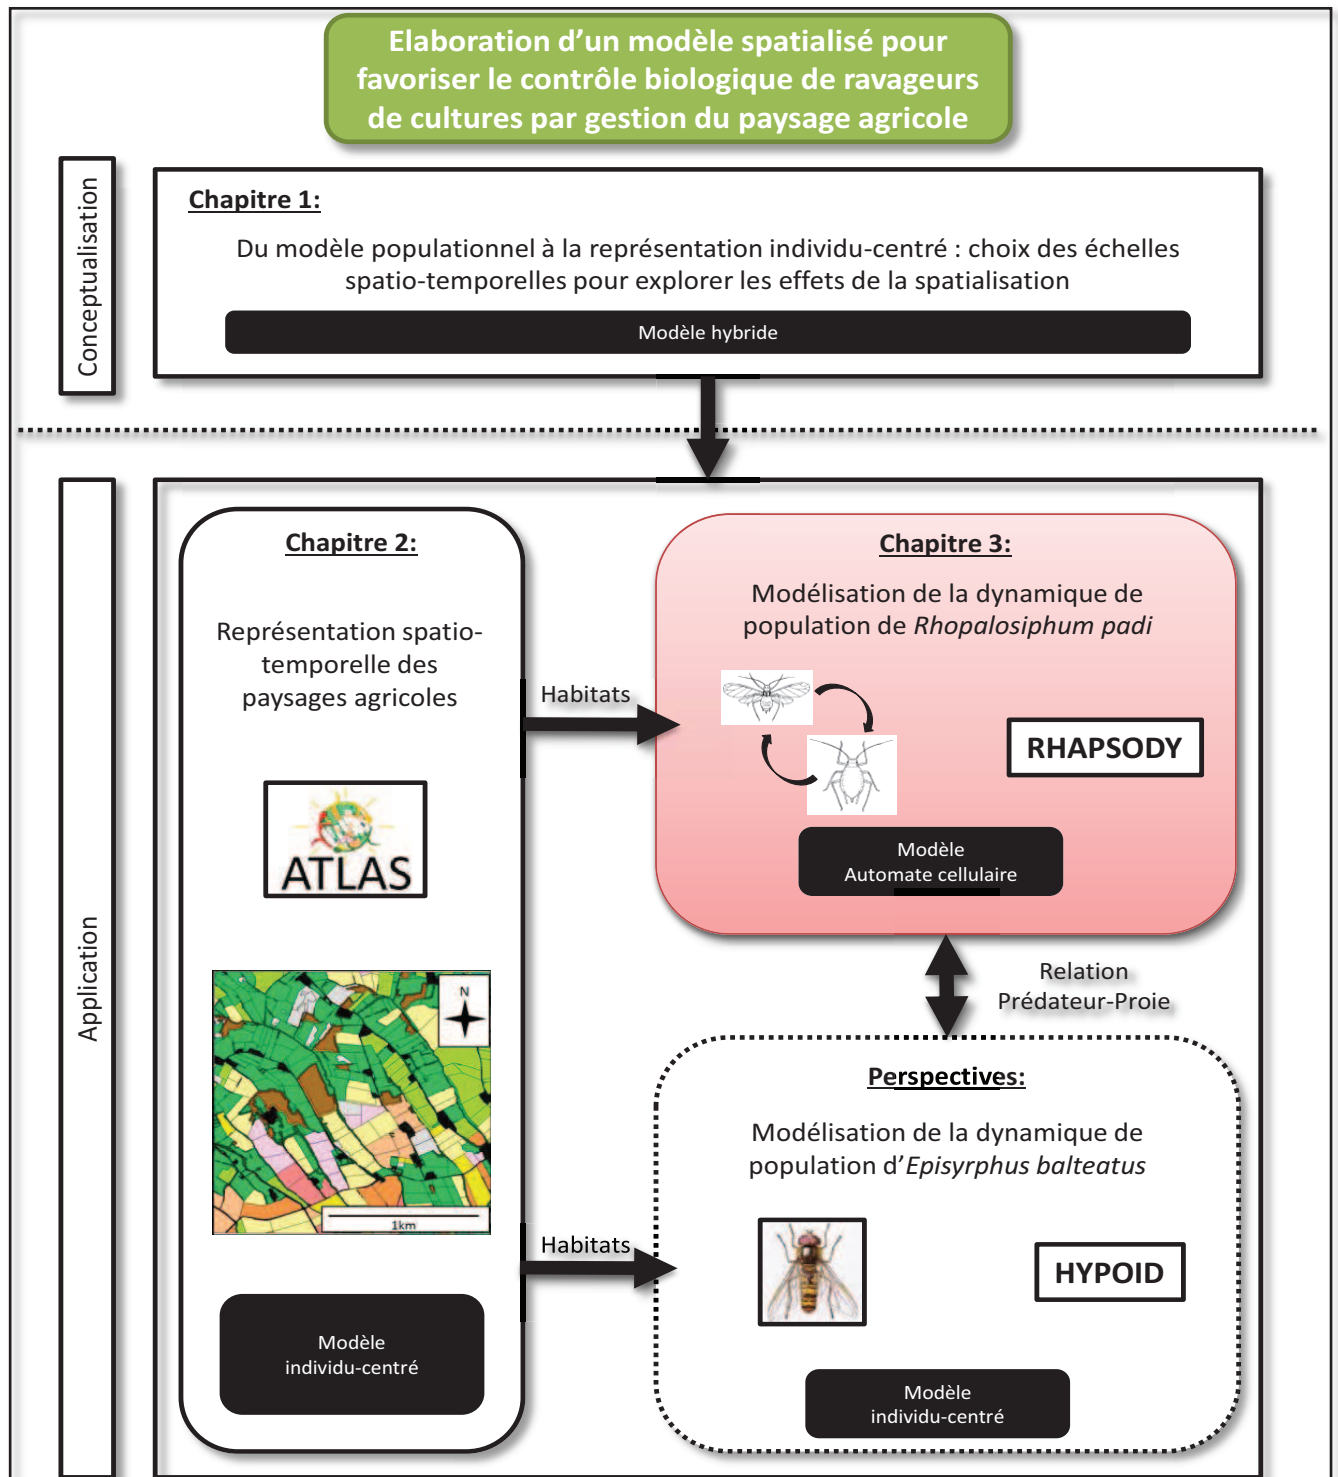 Elaboration d’un modèle spatialisé pour
favoriser le contrôle biologique de ravageurs
de cultures par gestion du paysage agricole
Conceptualisation
Chapitre 1:
Du modèle populationnel à la représentation individu-centré : choix des échelles
spatio-temporelles pour explorer les effets de la spatialisation
Modèle hybride
Application
Chapitre 2:
Représentation spatio-
temporelle des
paysages agricoles
ATLAS
N
1km
Modèle
individu-centré
Habitats
Chapitre 3:
Modélisation de la dynamique de
population de Rhopalosiphum padi
RHAPSODY
Modèle
Automate cellulaire
Relation
Prédateur-Proie
Habitats
Perspectives:
Modélisation de la dynamique de
population d’Episyrphus balteatus
HYPOID
Modèle
individu-centré